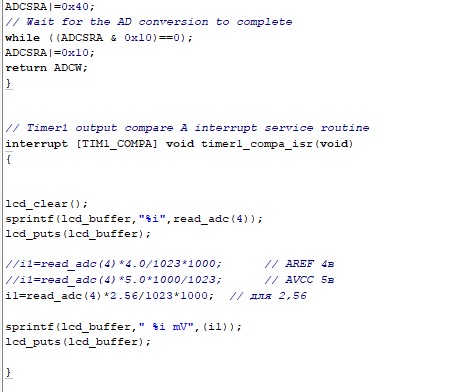 ADCSRA|=0x40;
// Wait for the AD conversion to complete
while ((ADCSRA & 0x10)==0);
ADCSRA|=0x10;
return ADCW;
}
// Timer1 output compare A interrupt service routine
interrupt [TIM1_COMPA] void timer1_compa_isr(void)
{
lcd_clear();
sprintf(lcd_buffer,"%i",read_adc(4));
lcd_puts(lcd_buffer);
//i1=read_adc(4)*4.0/1023*1000; // AREF 4в
//i1=read_adc(4)*5.0*1000/1023; // AVCC 5в
i1=read_adc(4)*2.56/1023*1000; // для 2,56
sprintf(lcd_buffer," %i mV",(i1));
lcd_puts(lcd_buffer);
}